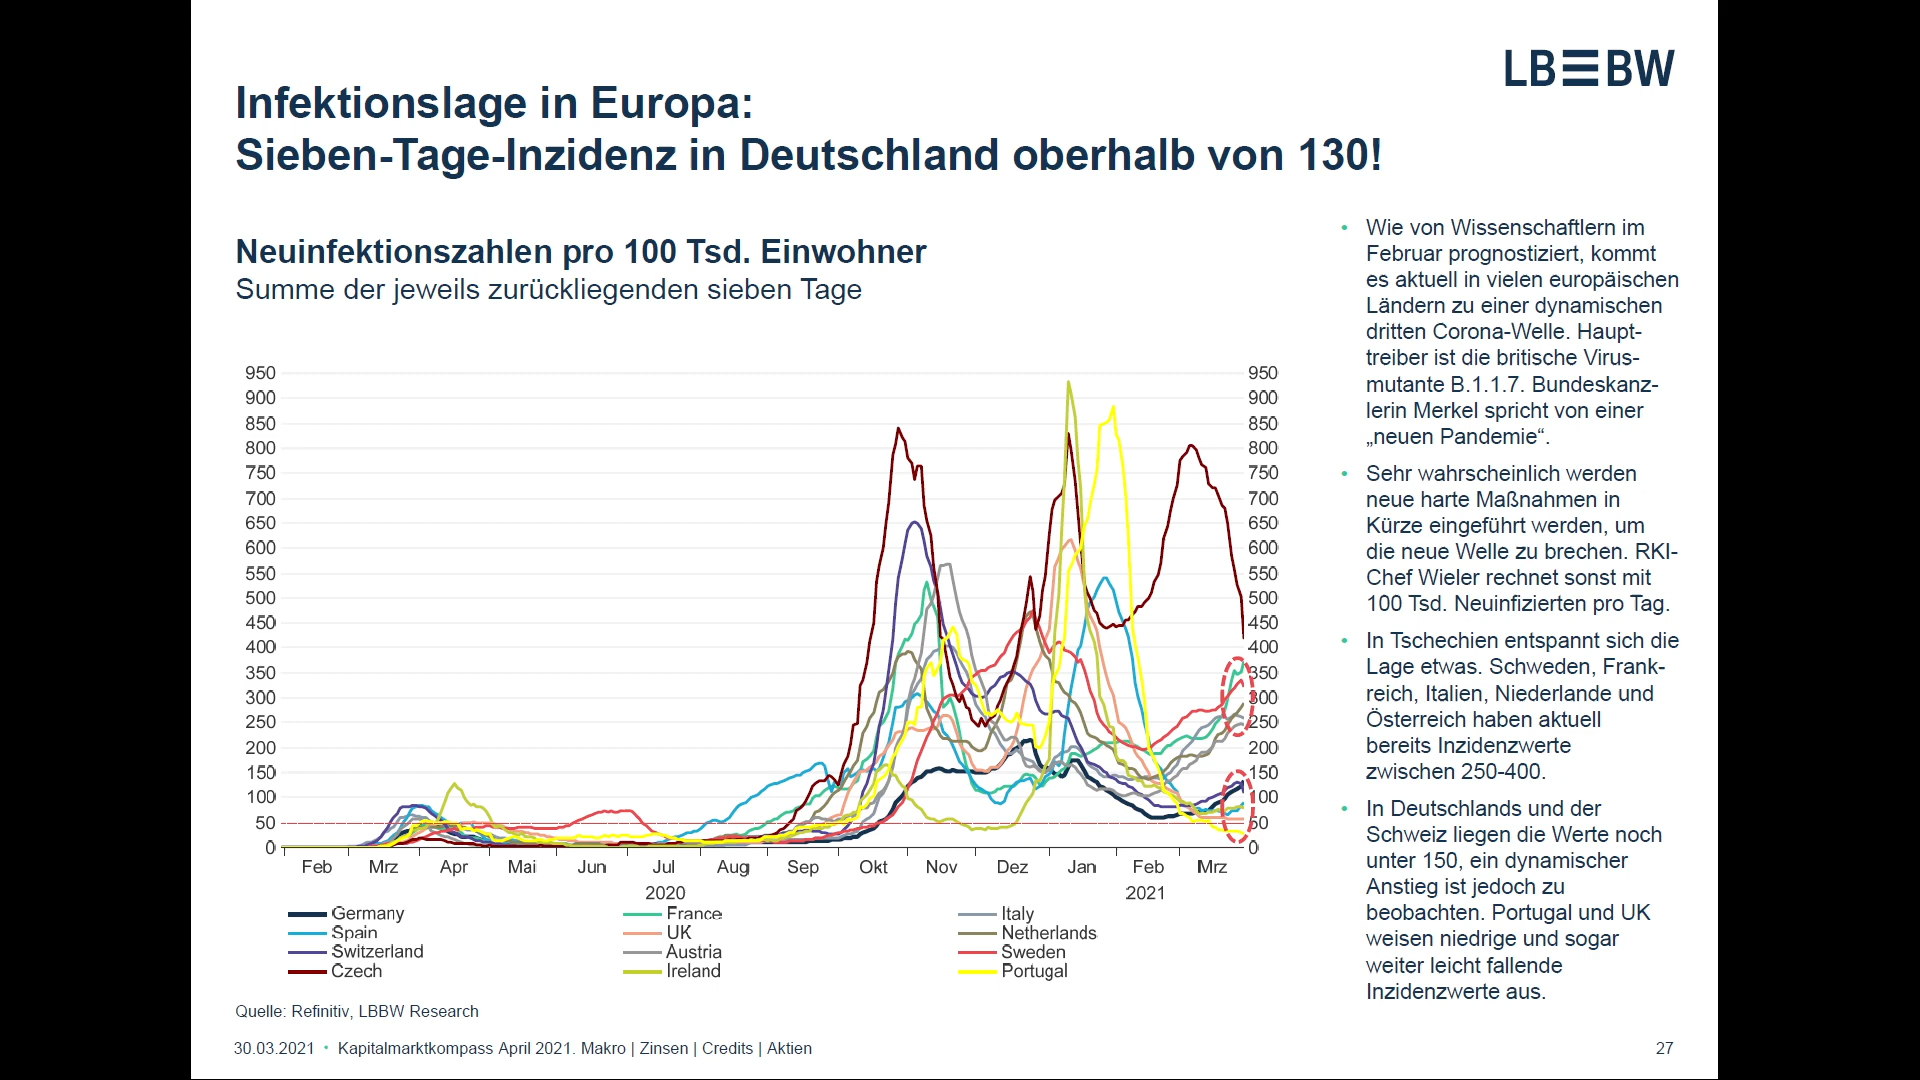 LBBW
Infektionslage in Europa:
Sieben-Tage-Inzidenz in Deutschland oberhalb von 130!
Neuinfektionszahlen pro 100 Tsd. Einwohner
Summe der jeweils zurückliegenden sieben Tage
950 950
900 900
850 850
800 800
750 750
700 700
650 650
600 600
550 550
500 500
450 450
400 400
350 350
300 300
250 250
200 200
150 150
100 100
50 50
0 0
Feb Mrz Apr Mai Jun Jul Aug Sep Okt Nov Dez Jan Feb Mrz
2020 2021
Germany France Italy
Spain UK Netherlands
Switzerland Austria Sweden
Czech Ireland Portugal
• Wie von Wissenschaftlern im
Februar prognostiziert, kommt
es aktuell in vielen europäischen
Ländern zu einer dynamischen
dritten Corona-Welle. Haupt-
treiber ist die britische Virus-
mutante B.1.1.7. Bundeskanz-
lerin Merkel spricht von einer
„neuen Pandemie“.
• Sehr wahrscheinlich werden
neue harte Maßnahmen in
Kürze eingeführt werden, um
die neue Welle zu brechen. RKI-
Chef Wieler rechnet sonst mit
100 Tsd. Neuinfizierten pro Tag.
• In Tschechien entspannt sich die
Lage etwas. Schweden, Frank-
reich, Italien, Niederlande und
Österreich haben aktuell
bereits Inzidenzwerte
zwischen 250-400.
• In Deutschlands und der
Schweiz liegen die Werte noch
unter 150, ein dynamischer
Anstieg ist jedoch zu
beobachten. Portugal und UK
weisen niedrige und sogar
weiter leicht fallende
Inzidenzwerte aus.
Quelle: Refinitiv, LBBW Research
30.03.2021 • Kapitalmarktkompass April 2021. Makro | Zinsen | Credits | Aktien
27